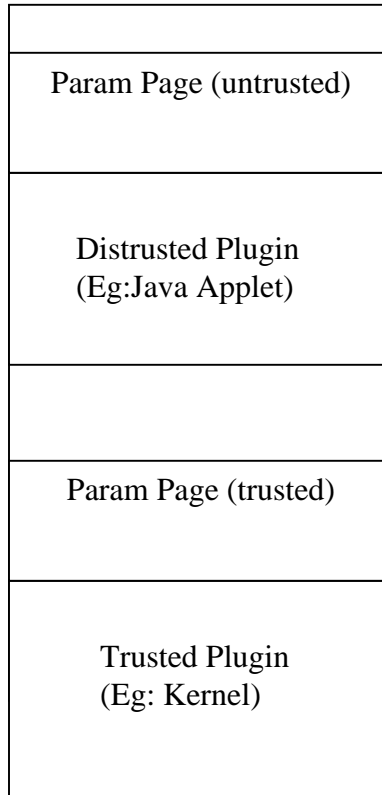 Param Page (untrusted)
Distrusted Plugin
(Eg:Java Applet)
Param Page (trusted)
Trusted Plugin
(Eg: Kernel)